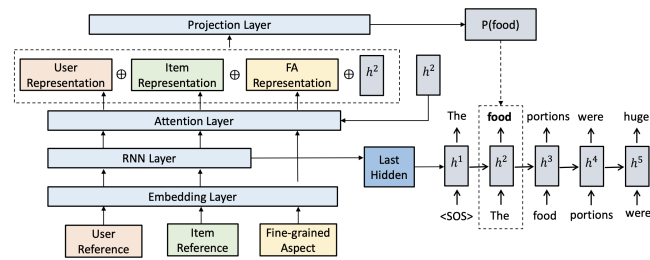 Projection Layer
P(food)
User
Representation
⊕
Item
Representation
⊕
FA
Representation
⊕
h²
h²
Attention Layer
The
food
portions
were
huge
RNN Layer
Last
Hidden
h¹
h²
h³
h⁴
h⁵
Embedding Layer
<SOS>
The
food
portions
were
User
Reference
Item
Reference
Fine-grained
Aspect